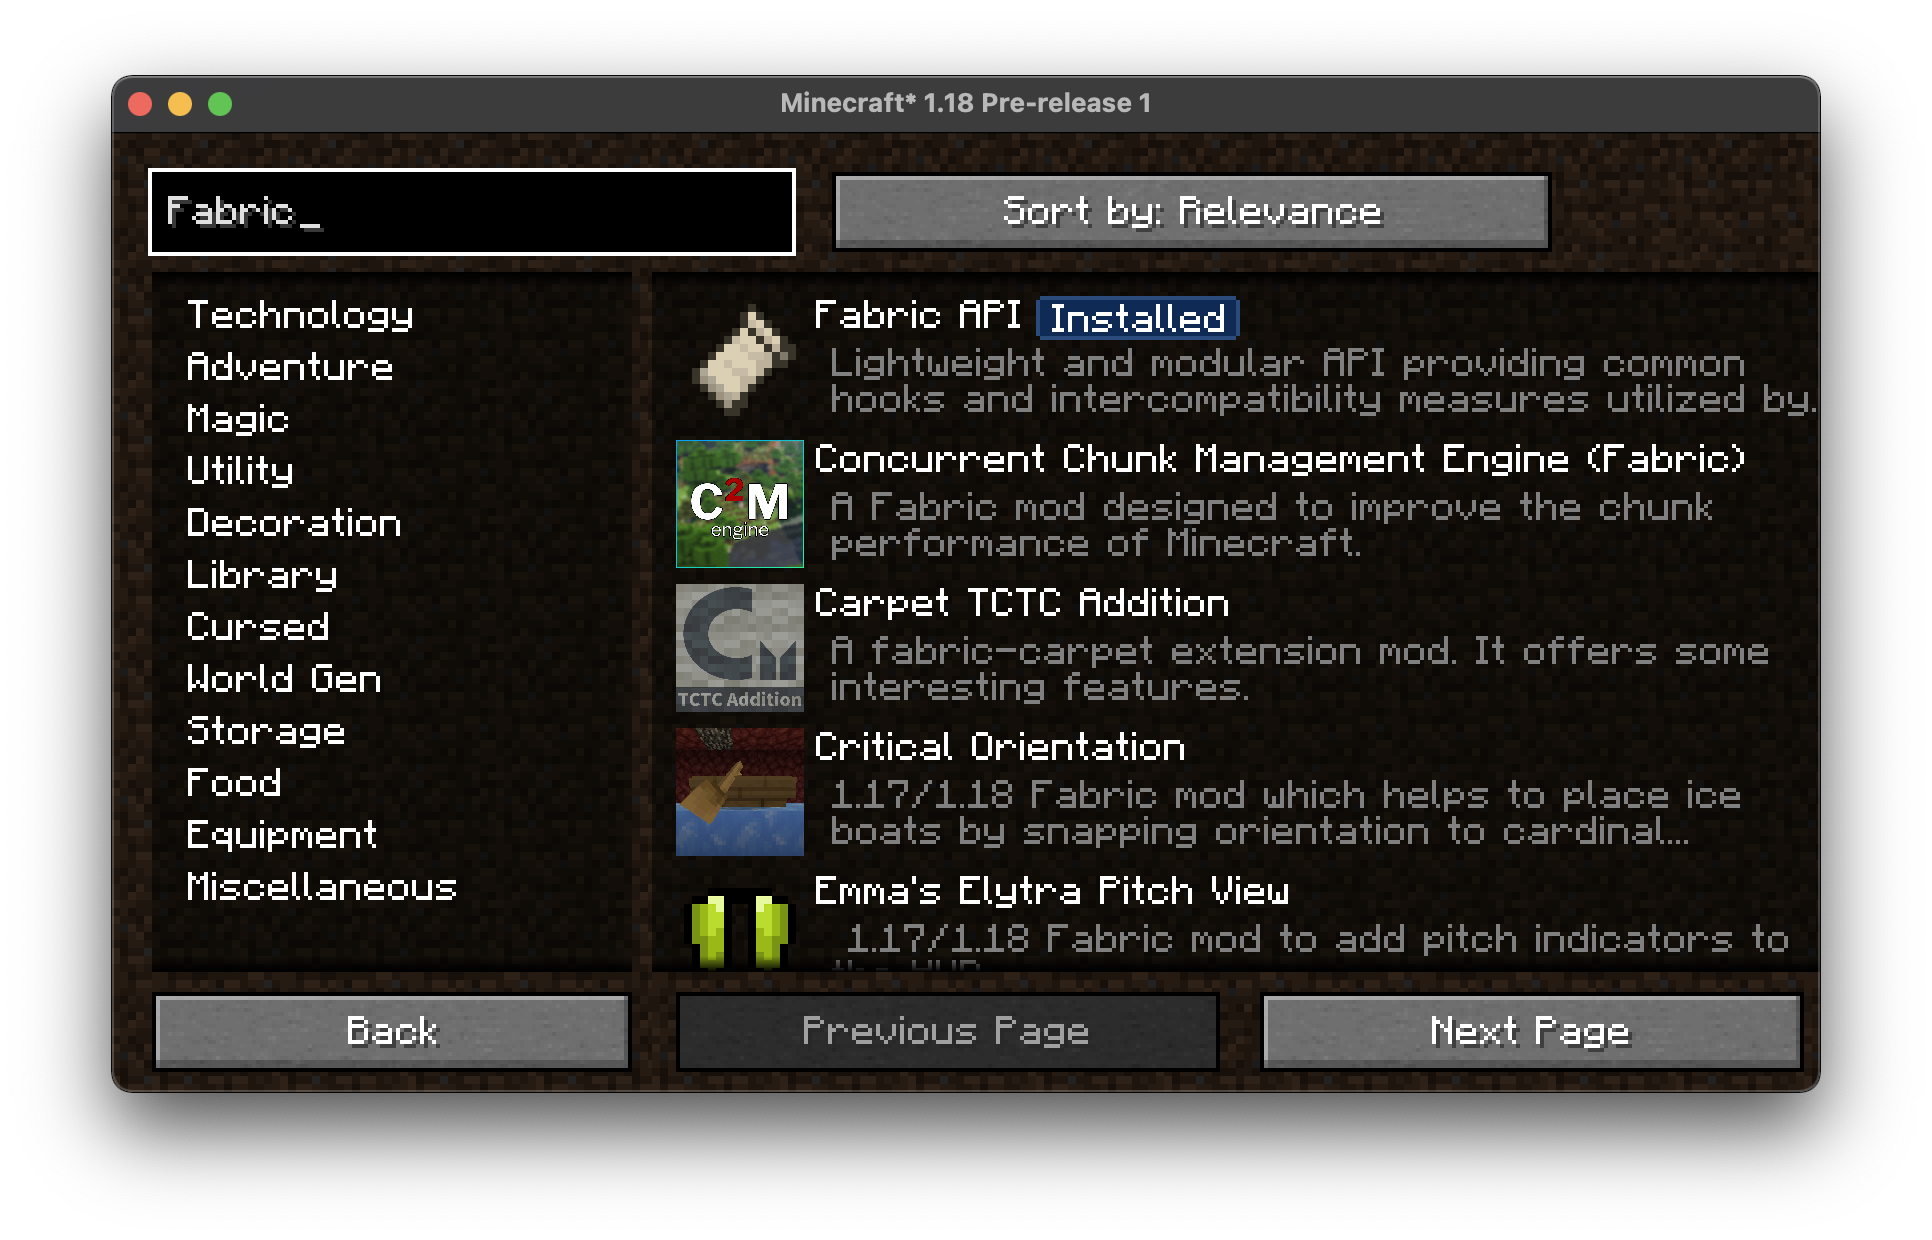 Minecraft* 1.18 Pre-release 1
Fabric_
Sort by: Relevance
Technology
Adventure
Magic
Utility
Decoration
Library
Cursed
World Gen
Storage
Food
Equipment
Miscellaneous
Fabric API Installed
Lightweight and modular API providing common
hooks and intercompatibility measures utilized by.
C2M
engine
Concurrent Chunk Management Engine (Fabric)
A Fabric mod designed to improve the chunk
performance of Minecraft.
CM
TCTC Addition
Carpet TCTC Addition
A fabric-carpet extension mod. It offers some
interesting features.
Critical Orientation
1.17/1.18 Fabric mod which helps to place ice
boats by snapping orientation to cardinal...
Emma's Elytra Pitch View
1.17/1.18 Fabric mod to add pitch indicators to
the HUD
Back
Previous Page
Next Page